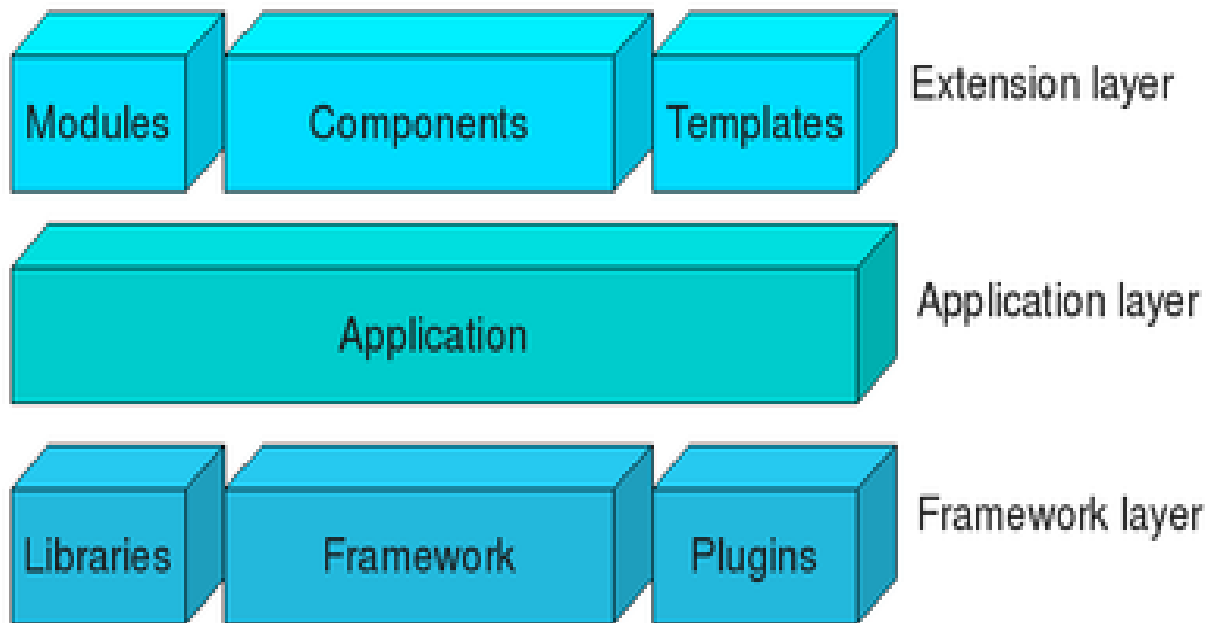 Modules Components Templates Extension layer
Application Application layer
Libraries Framework Plugins Framework layer